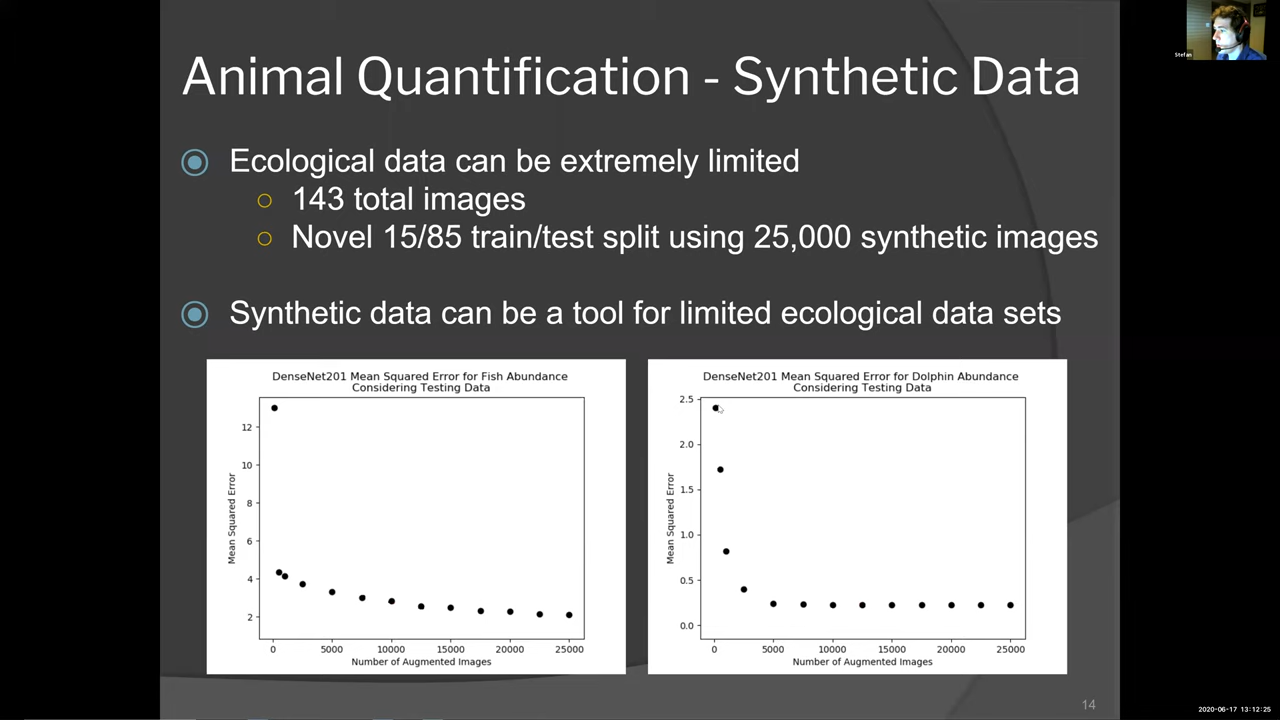 Stefan
Animal Quantification - Synthetic Data
Ecological data can be extremely limited
143 total images
Novel 15/85 train/test split using 25,000 synthetic images
Synthetic data can be a tool for limited ecological data sets
DenseNet201 Mean Squared Error for Fish Abundance
Considering Testing Data
Mean Squared Error
12
10
8
6
4
2
0 5000 10000 15000 20000 25000
Number of Augmented Images
DenseNet201 Mean Squared Error for Dolphin Abundance
Considering Testing Data
Mean Squared Error
2.5
2.0
1.5
1.0
0.5
0.0
0 5000 10000 15000 20000 25000
Number of Augmented Images
14
2020-06-17 13:12:25